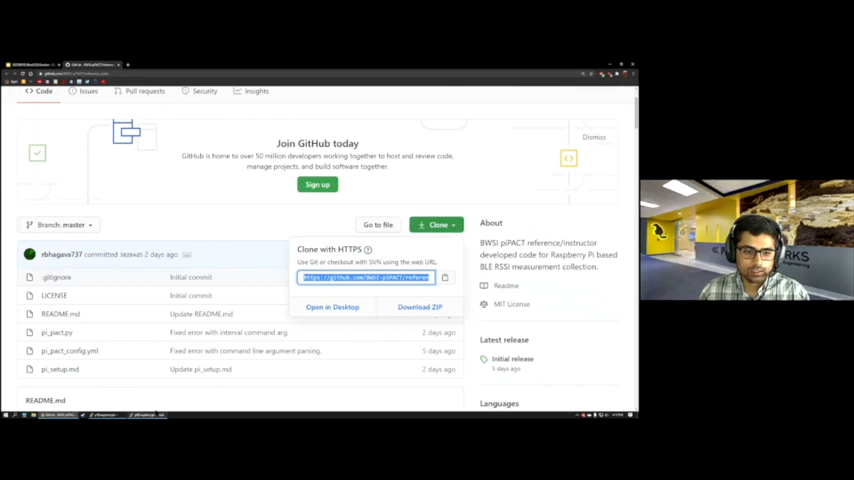 Code Issues Pull requests Security Insights
Join GitHub today
Dismiss
GitHub is home to over 50 million developers working together to host and review code,
manage projects, and build software together.
Sign up
Branch: master
Go to file
Clone
rbhagava737 committed 2 days ago
.gitignore Initial commit
LICENSE Initial commit
README.md Update README.md
pi_pact.py Fixed error with interval command arg. 2 days ago
pi_pact_config.yml Fixed error with command line argument parsing. 5 days ago
pi_setup.md Update pi_setup.md 2 days ago
README.md
Clone with HTTPS
Use Git or checkout with SVN using the web URL.
https://github.com/BWSI-piPACT/referen
Open in Desktop Download ZIP
About
BWSI piPACT reference/instructor
developed code for Raspberry Pi based
BLE RSSI measurement collection.
Readme
MIT License
Latest release
Initial release
5 days ago
Languages